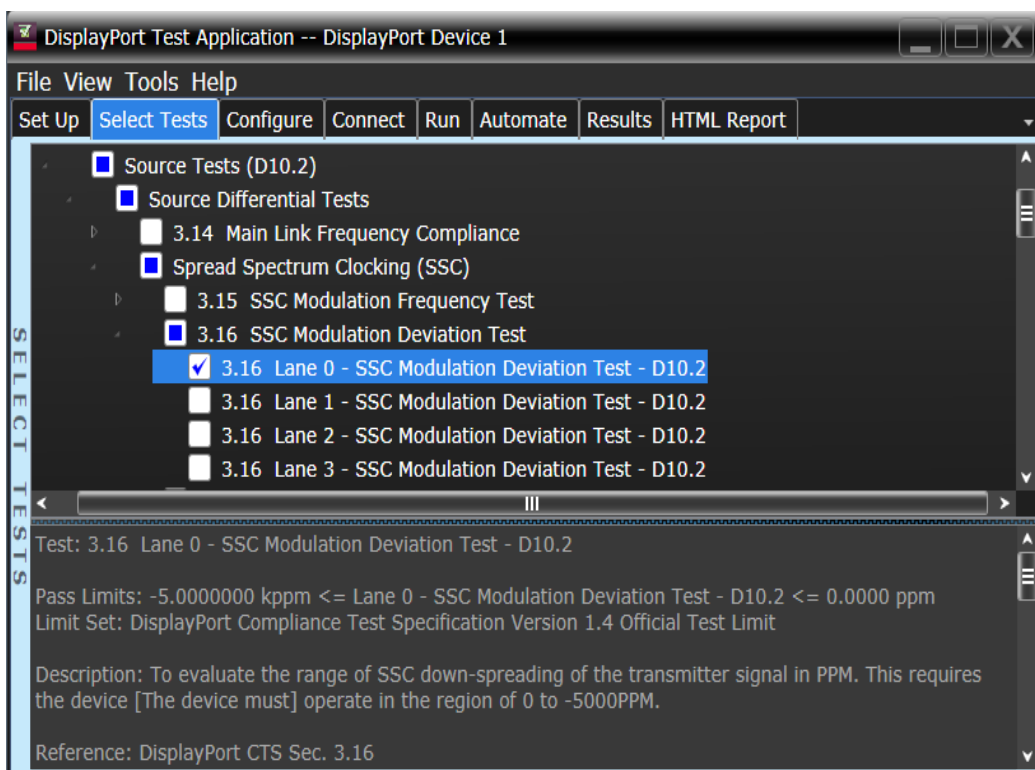 DisplayPort Test Application -- DisplayPort Device 1
File View Tools Help
Set Up Select Tests Configure Connect Run Automate Results HTML Report
Source Tests (D10.2)
Source Differential Tests
3.14 Main Link Frequency Compliance
Spread Spectrum Clocking (SSC)
3.15 SSC Modulation Frequency Test
3.16 SSC Modulation Deviation Test
3.16 Lane 0 - SSC Modulation Deviation Test - D10.2
3.16 Lane 1 - SSC Modulation Deviation Test - D10.2
3.16 Lane 2 - SSC Modulation Deviation Test - D10.2
3.16 Lane 3 - SSC Modulation Deviation Test - D10.2
SELECT TESTS
Test: 3.16 Lane 0 - SSC Modulation Deviation Test - D10.2
Pass Limits: -5.0000000 kppm <= Lane 0 - SSC Modulation Deviation Test - D10.2 <= 0.0000 ppm
Limit Set: DisplayPort Compliance Test Specification Version 1.4 Official Test Limit
Description: To evaluate the range of SSC down-spreading of the transmitter signal in PPM. This requires
the device [The device must] operate in the region of 0 to -5000PPM.
Reference: DisplayPort CTS Sec. 3.16